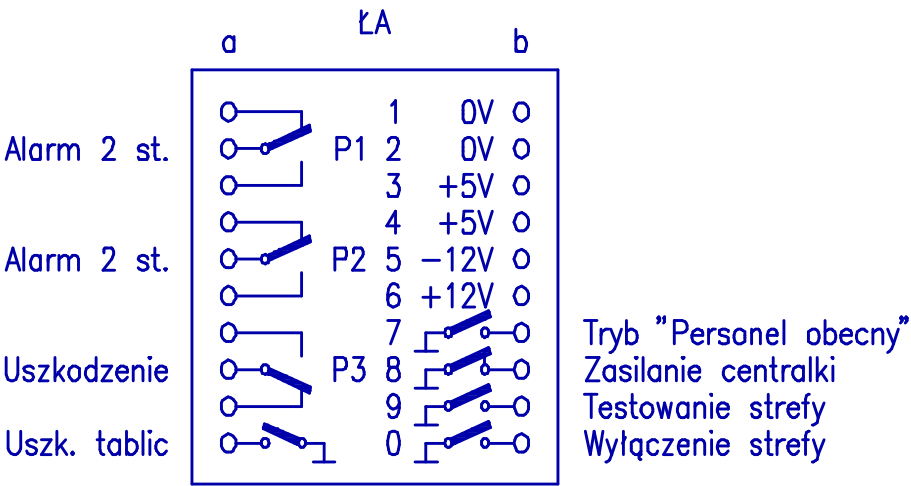 ŁA
a b
1 0V
Alarm 2 st. P1 2 0V
3 +5V
4 +5V
Alarm 2 st. P2 5 -12V
6 +12V
7 Tryb "Personel obecny"
Uszkodzenie P3 8 Zasilanie centralki
9 Testowanie strefy
Uszk. tablic 0 Wyłączenie strefy